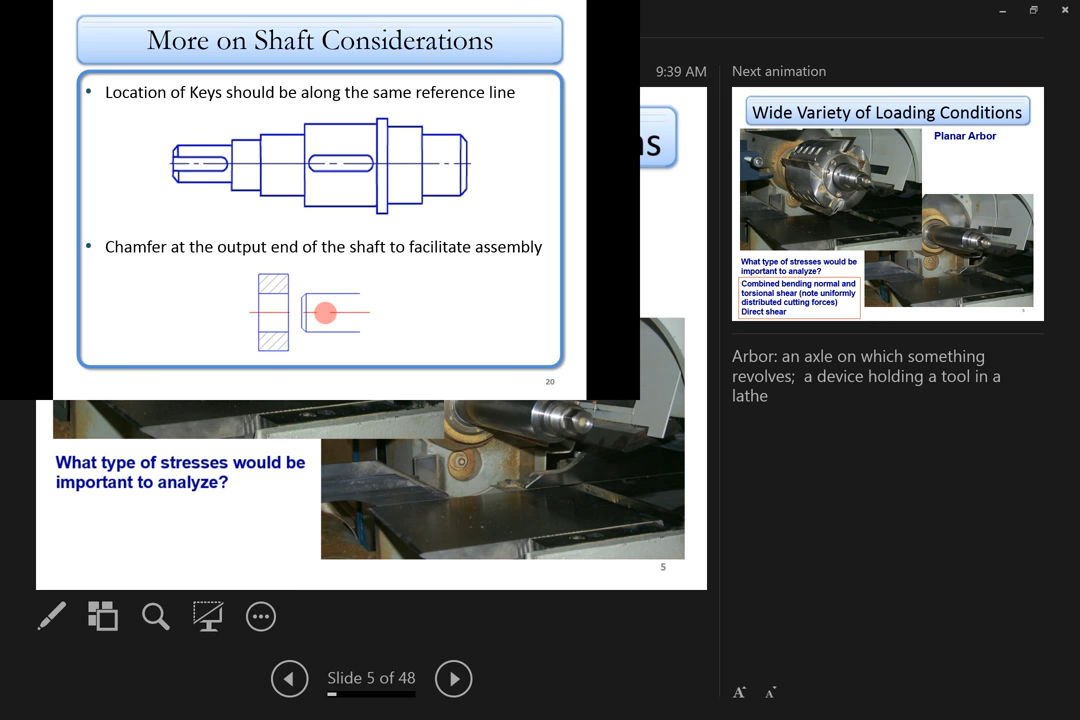 More on Shaft Considerations
• Location of Keys should be along the same reference line
• Chamfer at the output end of the shaft to facilitate assembly
20
9:39 AM
ns
What type of stresses would be
important to analyze?
5
Slide 5 of 48
Next animation
Wide Variety of Loading Conditions
Planar Arbor
What type of stresses would be
important to analyze?
Combined bending normal and
torsional shear (note uniformly
distributed cutting forces)
Direct shear
5
Arbor: an axle on which something
revolves;  a device holding a tool in a
lathe
A
A